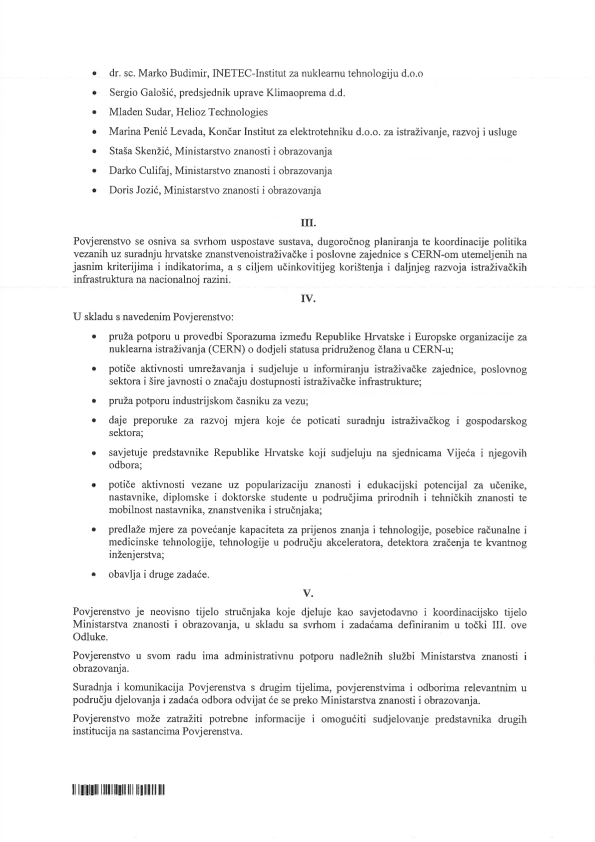 • dr. sc. Marko Budimir, INETEC-Institut za nuklearnu tehnologiju d.o.o
• Sergio Galošić, predsjednik uprave Klimaoprema d.d.
• Mladen Sudar, Helioz Technologies
• Marina Penić Levada, Končar Institut za elektrotehniku d.o.o. za istraživanje, razvoj i usluge
• Staša Skenžić, Ministarstvo znanosti i obrazovanja
• Darko Culifaj, Ministarstvo znanosti i obrazovanja
• Doris Jozić, Ministarstvo znanosti i obrazovanja
III.
Povjerenstvo se osniva sa svrhom uspostave sustava, dugoročnog planiranja te koordinacije politika
vezanih uz suradnju hrvatske znanstvenoistraživačke i poslovne zajednice s CERN-om utemeljenih na
jasnim kriterijima i indikatorima, a s ciljem učinkovitijeg korištenja i daljnjeg razvoja istraživačkih
infrastruktura na nacionalnoj razini.
IV.
U skladu s navedenim Povjerenstvo:
• pruža potporu u provedbi Sporazuma između Republike Hrvatske i Europske organizacije za
nuklearna istraživanja (CERN) o dodjeli statusa pridruženog člana u CERN-u;
• potiče aktivnosti umrežavanja i sudjeluje u informiranju istraživačke zajednice, poslovnog
sektora i šire javnosti o značaju dostupnosti istraživačke infrastrukture;
• pruža potporu industrijskom časniku za vezu;
• daje preporuke za razvoj mjera koje će poticati suradnju istraživačkog i gospodarskog
sektora;
• savjetuje predstavnike Republike Hrvatske koji sudjeluju na sjednicama Vijeća i njegovih
odbora;
• potiče aktivnosti vezane uz popularizaciju znanosti i edukacijski potencijal za učenike,
nastavnike, diplomske i doktorske studente u područjima prirodnih i tehničkih znanosti te
mobilnost nastavnika, znanstvenika i stručnjaka;
• predlaže mjere za povećanje kapaciteta za prijenos znanja i tehnologije, posebice računalne i
medicinske tehnologije, tehnologije u području akceleratora, detektora zračenja te kvantnog
inženjerstva;
• obavlja i druge zadaće.
V.
Povjerenstvo je neovisno tijelo stručnjaka koje djeluje kao savjetodavno i koordinacijsko tijelo
Ministarstva znanosti i obrazovanja, u skladu sa svrhom i zadaćama definiranim u točki III. ove
Odluke.
Povjerenstvo u svom radu ima administrativnu potporu nadležnih službi Ministarstva znanosti i
obrazovanja.
Suradnja i komunikacija Povjerenstva s drugim tijelima, povjerenstvima i odborima relevantnim u
području djelovanja i zadaća odbora odvijat će se preko Ministarstva znanosti i obrazovanja.
Povjerenstvo može zatražiti potrebne informacije i omogućiti sudjelovanje predstavnika drugih
institucija na sastancima Povjerenstva.